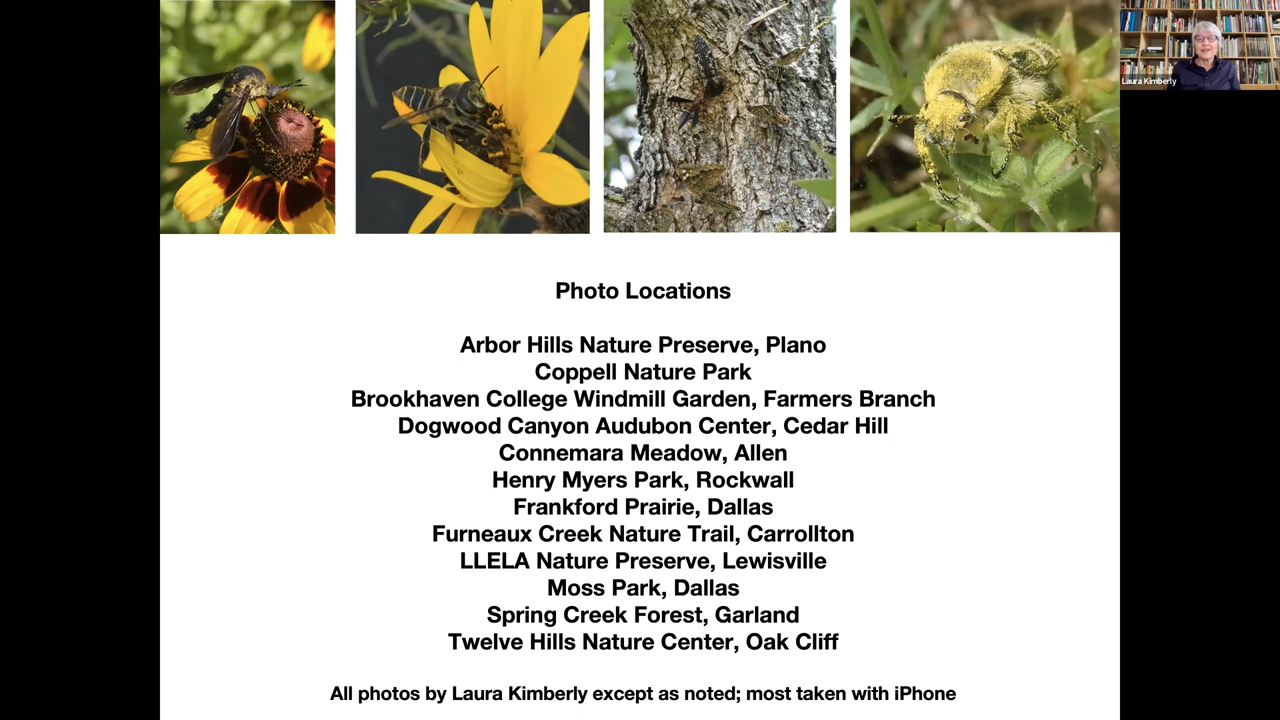 Laura Kimberly
Photo Locations
Arbor Hills Nature Preserve, Plano
Coppell Nature Park
Brookhaven College Windmill Garden, Farmers Branch
Dogwood Canyon Audubon Center, Cedar Hill
Connemara Meadow, Allen
Henry Myers Park, Rockwall
Frankford Prairie, Dallas
Furneaux Creek Nature Trail, Carrollton
LLELA Nature Preserve, Lewisville
Moss Park, Dallas
Spring Creek Forest, Garland
Twelve Hills Nature Center, Oak Cliff
All photos by Laura Kimberly except as noted; most taken with iPhone